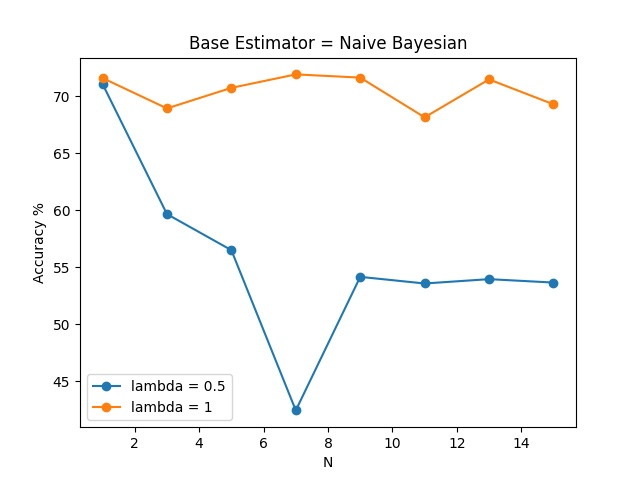 Base Estimator = Naive Bayesian
Accuracy %
70
65
60
55
50
45
lambda = 0.5
lambda = 1
2 4 6 8 10 12 14
N